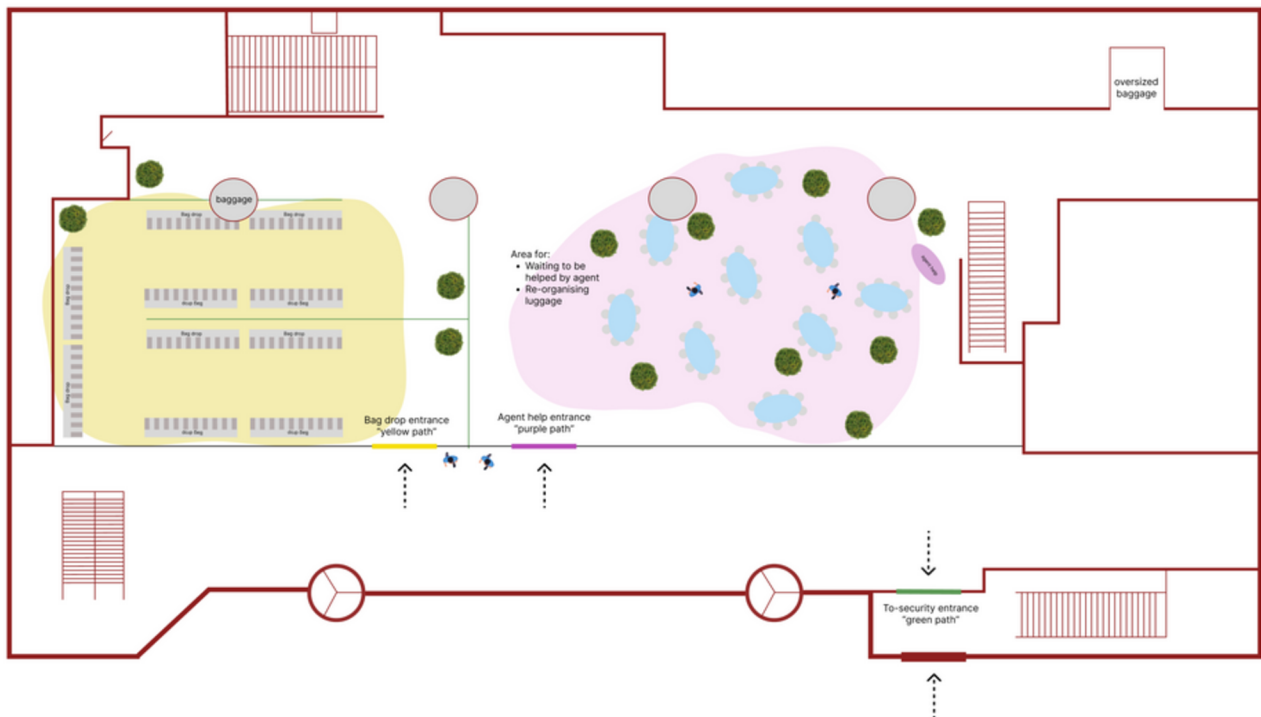 oversized
baggage
baggage
Bag drop
Bag drop
Area for:
• Waiting to be
helped by agent
• Re-organising
luggage
Bag drop
drop Bag
drop Bag
Bag drop
Bag drop
Bag drop
drop Bag
drop Bag
Bag drop entrance
"yellow path"
Agent help entrance
"purple path"
To-security entrance
"green path"